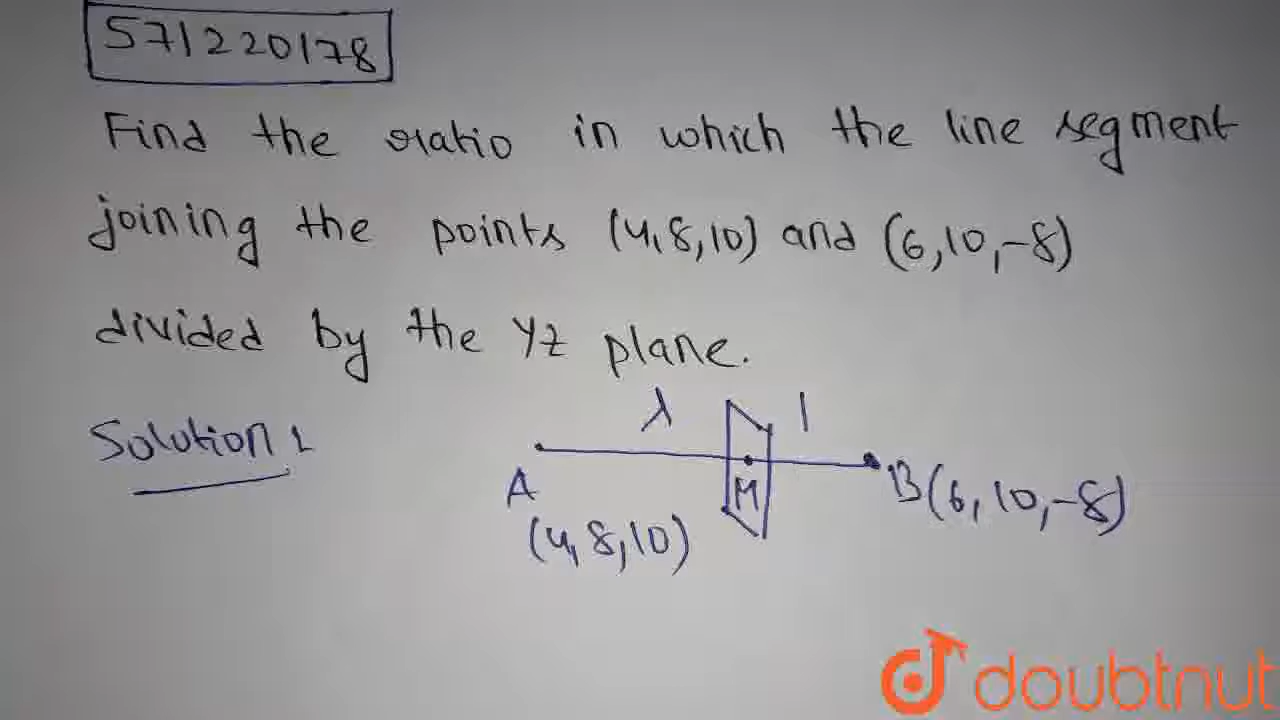 571220178
Find the ratio in which the line segment
joining the points (4,8,10) and (6,10,-8)
divided by the YZ plane.
Solution:
λ 1
A M B(6,10,-8)
(4,8,10)
doubtnut